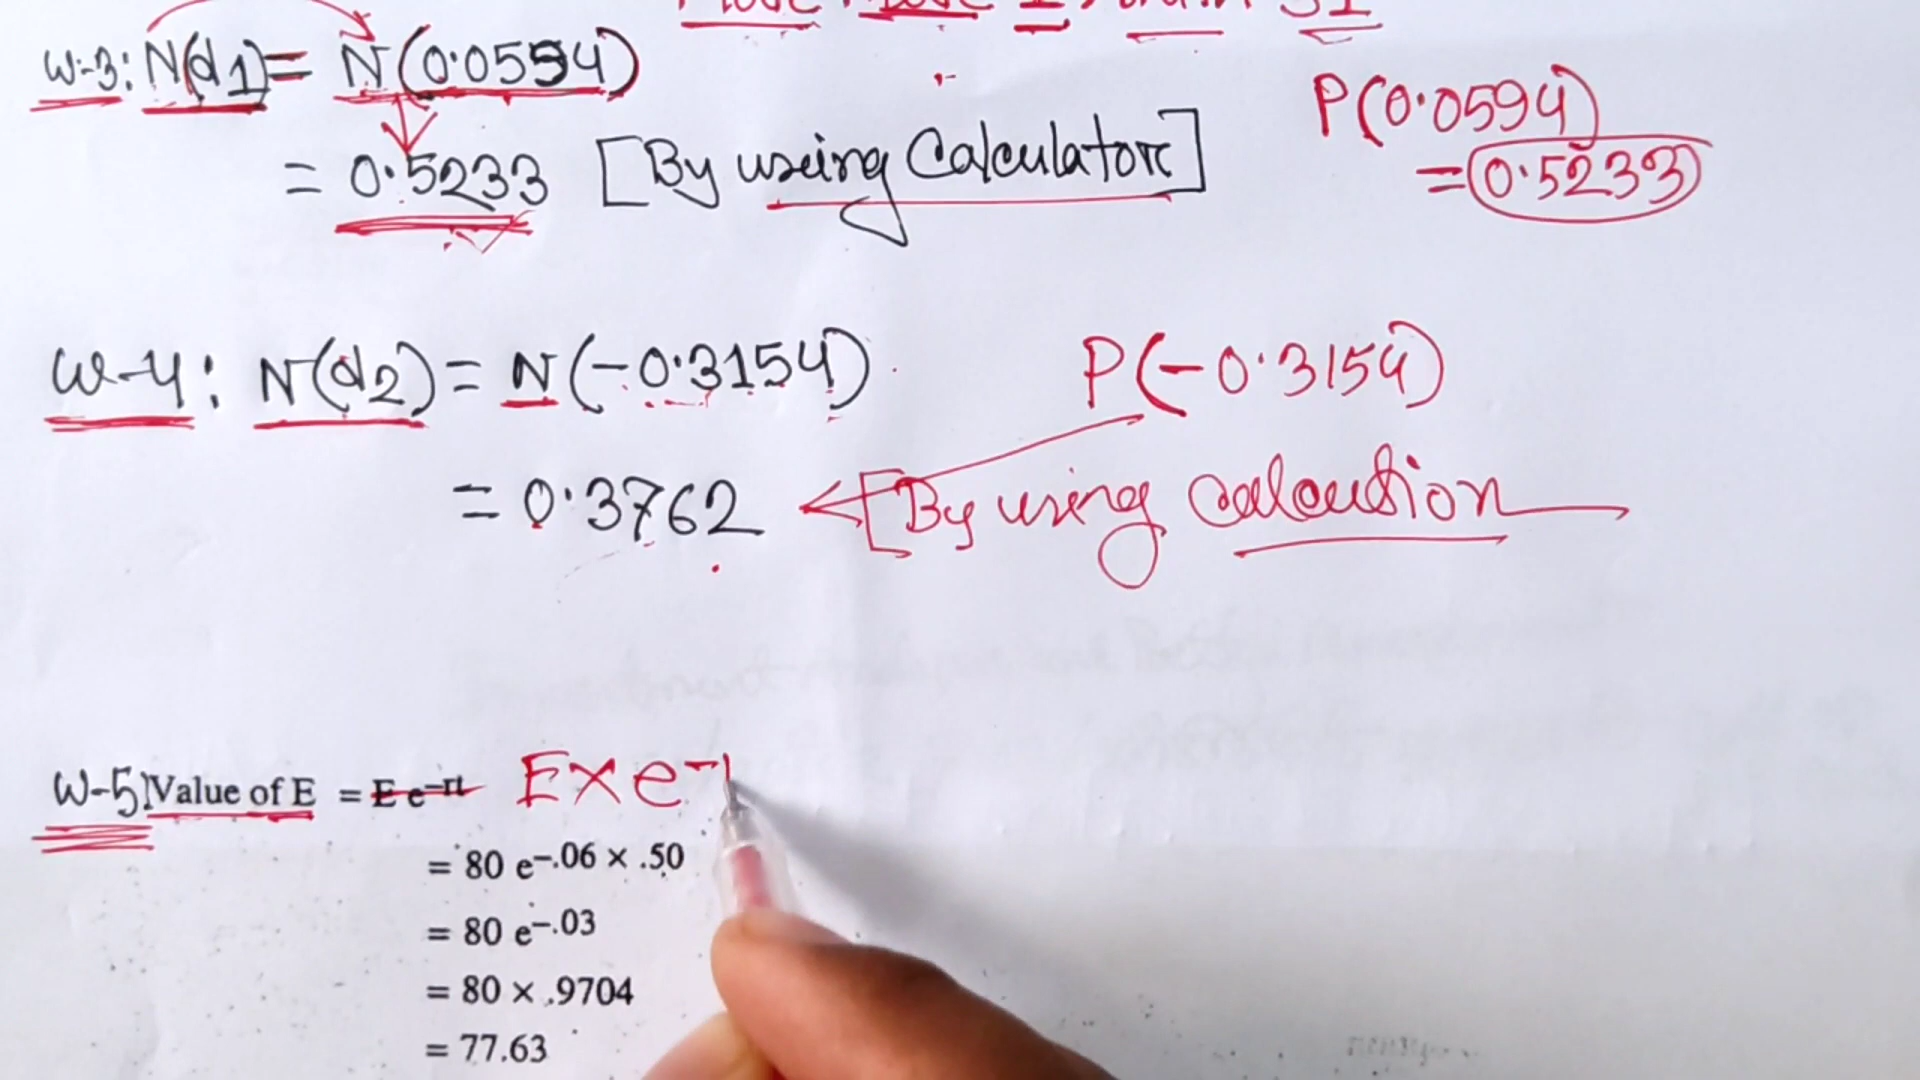 W-3: N(d1) = N(0.0594)
P(0.0594)
= 0.5233 [By using Calculator]
= 0.5233
W-4: N(d2) = N(-0.3154)
P(-0.3154)
= 0.3762
[By using calcution
W-5 Value of E = E e–rt E×e-
= 80 e–.06 × .50
= 80 e–.03
= 80 × .9704
= 77.63